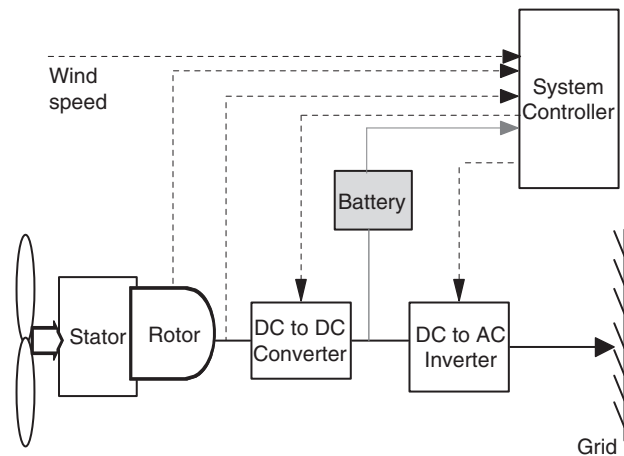 Wind
speed
System
Controller
Battery
Stator
Rotor
DC to DC
Converter
DC to AC
Inverter
Grid